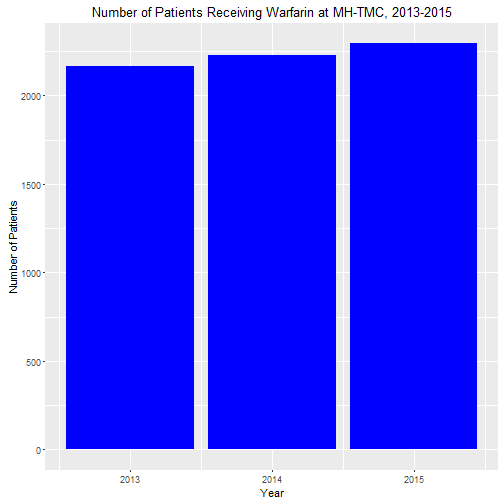 Number of Patients Receiving Warfarin at MH-TMC, 2013-2015
Number of Patients
2000
1500
1000
500
0
2013 2014 2015
Year